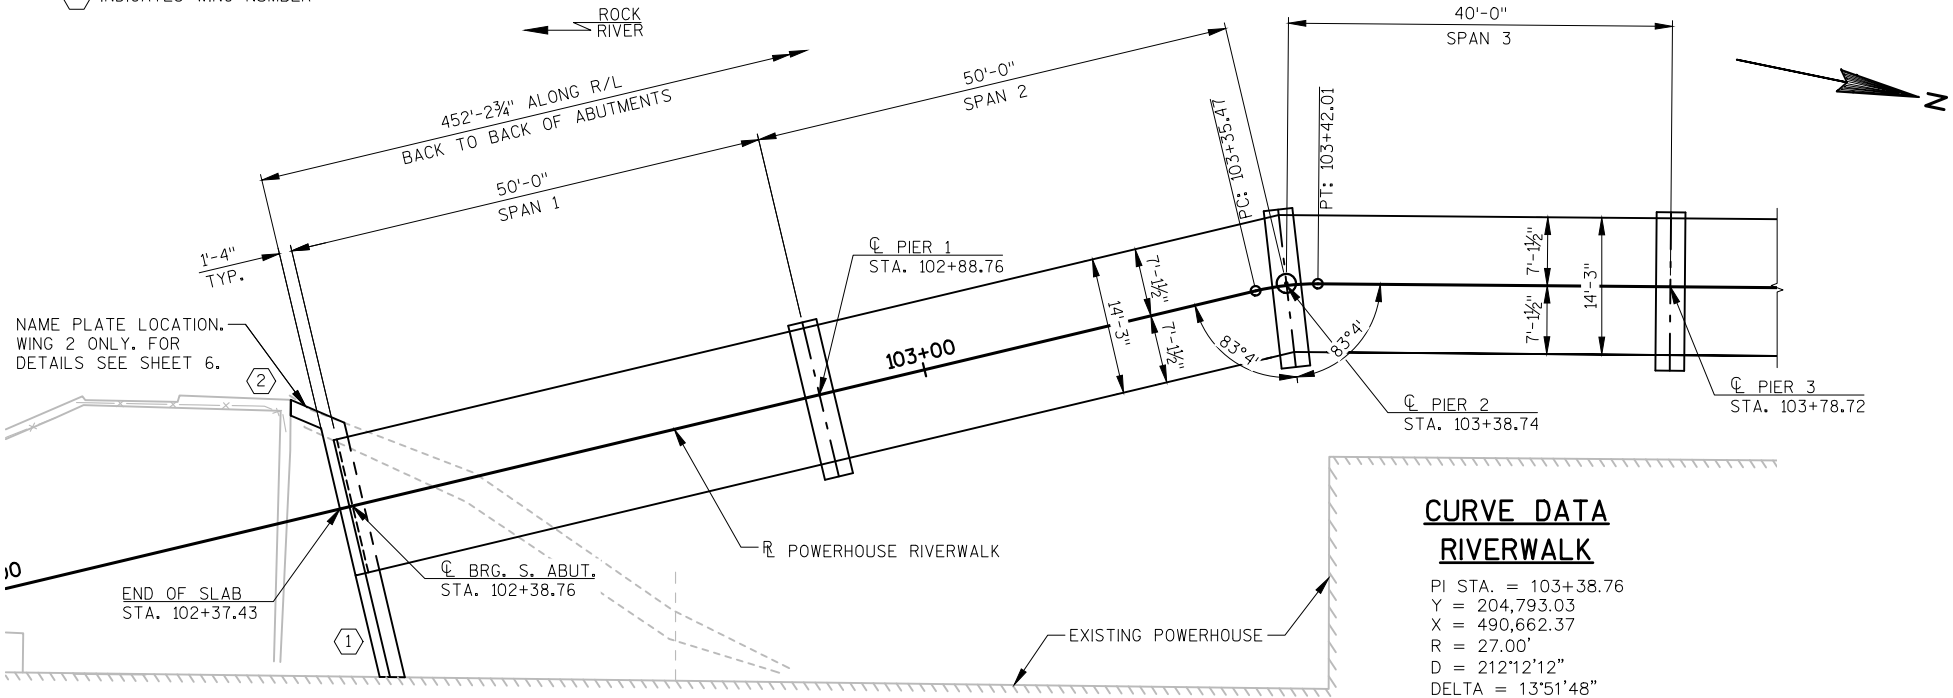 INDICATES WING NUMBER
ROCK
RIVER
40'-0"
SPAN 3
N
452'-2¾" ALONG R/L
BACK TO BACK OF ABUTMENTS
50'-0"
SPAN 2
50'-0"
SPAN 1
1'-4"
TYP.
PC: 103+35.47
PT: 103+42.01
℄ PIER 1
STA. 102+88.76
7'-1½"
7'-1½"
14'-3"
7'-1½"
7'-1½"
14'-3"
NAME PLATE LOCATION.
WING 2 ONLY. FOR
DETAILS SEE SHEET 6.
2
103+00
83°4'
83°4'
℄ PIER 2
STA. 103+38.74
℄ PIER 3
STA. 103+78.72
℞ POWERHOUSE RIVERWALK
℄ BRG. S. ABUT.
STA. 102+38.76
END OF SLAB
STA. 102+37.43
1
EXISTING POWERHOUSE
CURVE DATA
RIVERWALK
PI STA. = 103+38.76
Y = 204,793.03
X = 490,662.37
R = 27.00'
D = 212°12'12"
DELTA = 13°51'48"